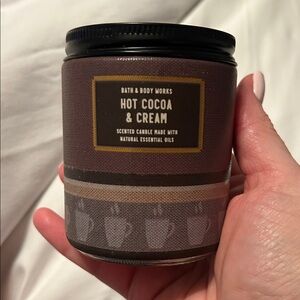 BATH & BODY WORKS
HOT COCOA
& CREAM
SCENTED CANDLE MADE WITH
NATURAL ESSENTIAL OILS